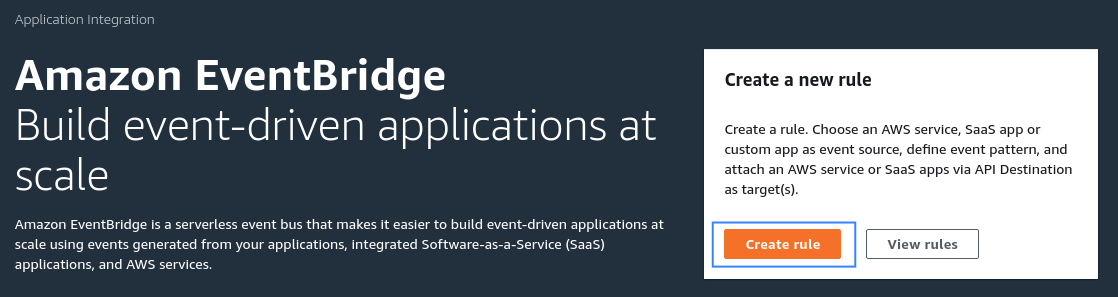 Application Integration
Amazon EventBridge
Build event-driven applications at
scale
Amazon EventBridge is a serverless event bus that makes it easier to build event-driven applications at
scale using events generated from your applications, integrated Software-as-a-Service (SaaS)
applications, and AWS services.
Create a new rule
Create a rule. Choose an AWS service, SaaS app or
custom app as event source, define event pattern, and
attach an AWS service or SaaS apps via API Destination
as target(s).
Create rule
View rules